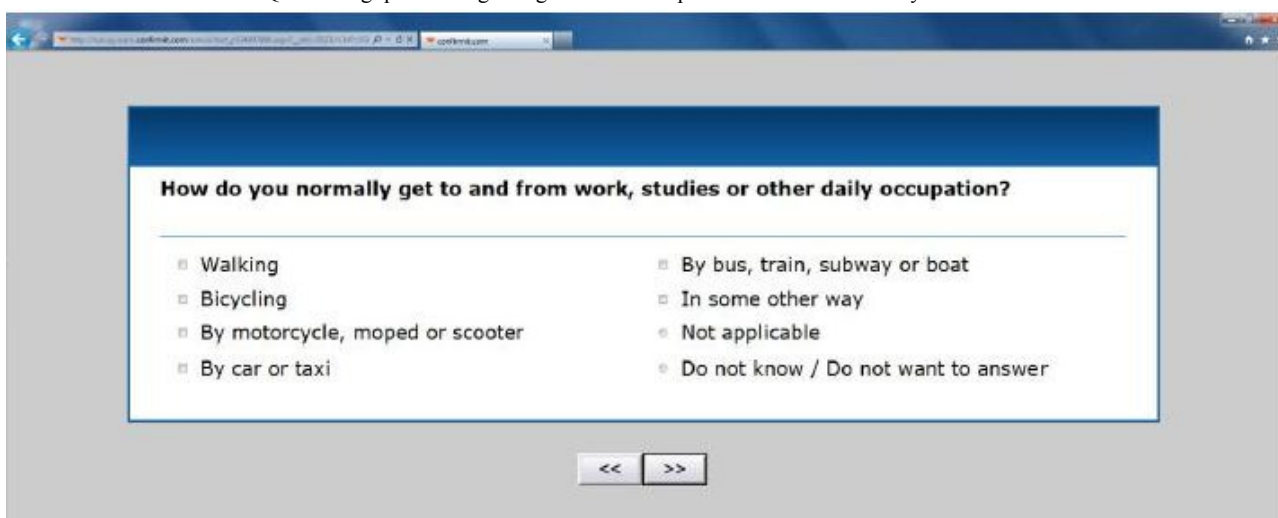 confirmit.com
How do you normally get to and from work, studies or other daily occupation?
Walking
Bicycling
By motorcycle, moped or scooter
By car or taxi
By bus, train, subway or boat
In some other way
Not applicable
Do not know / Do not want to answer
<< >>